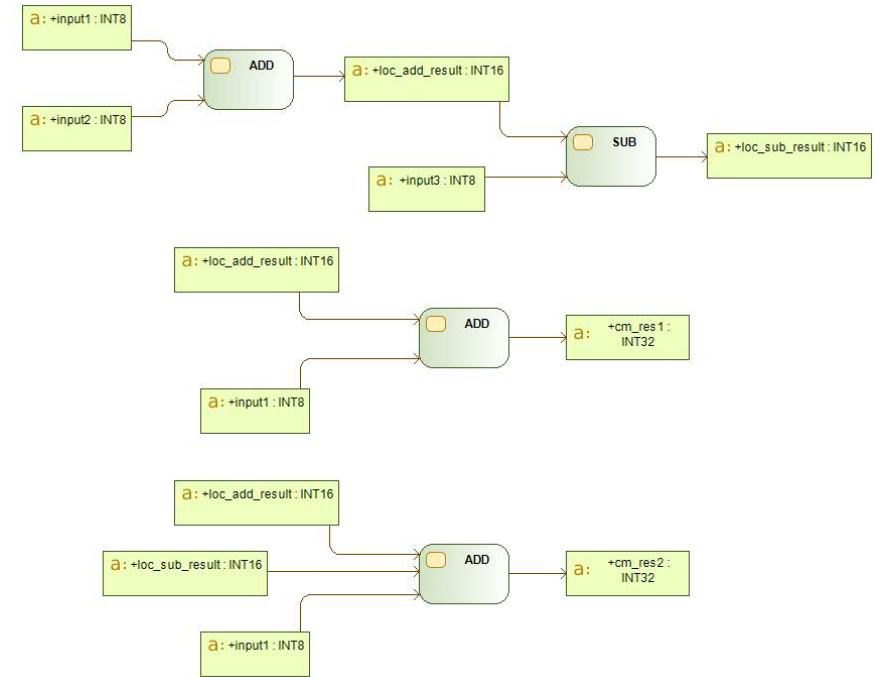 a: +input1 : INT8
ADD
a: +loc_add_result : INT16
a: +input2 : INT8
SUB
a: +loc_sub_result : INT16
a: +input3 : INT8
a: +loc_add_result : INT16
ADD
a: +cm_res1 :
INT32
a: +input1 : INT8
a: +loc_add_result : INT16
ADD
a: +cm_res2 :
INT32
a: +loc_sub_result : INT16
a: +input1 : INT8